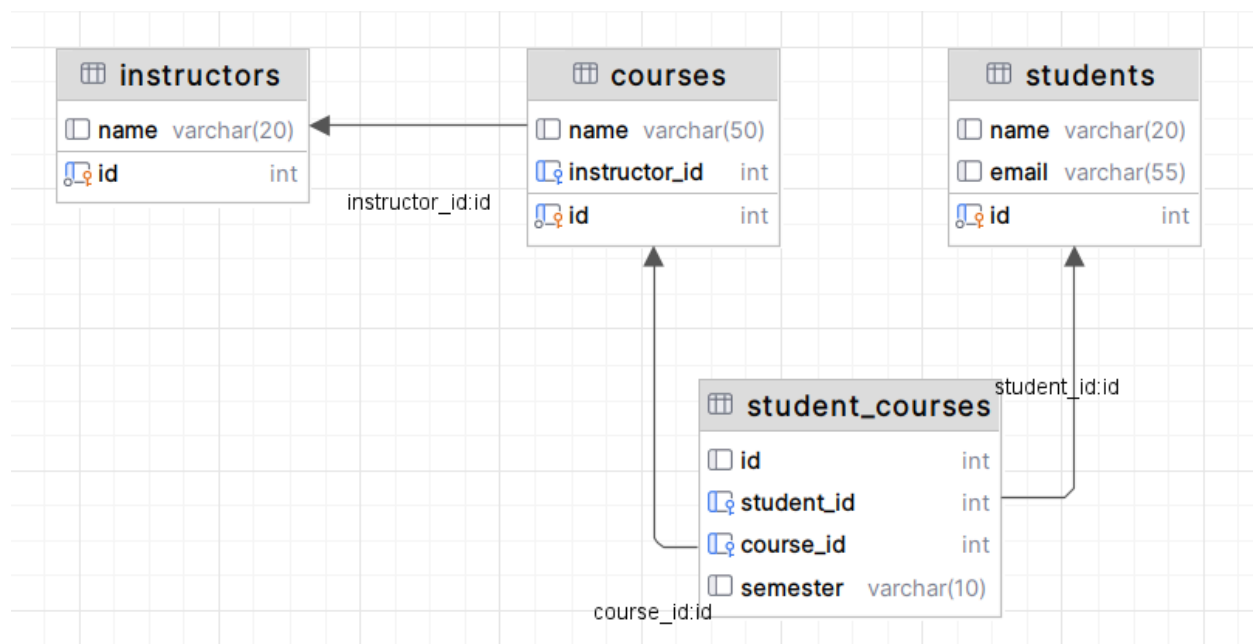 instructors
name varchar(20)
id int
instructor_id:id
courses
name varchar(50)
instructor_id int
id int
students
name varchar(20)
email varchar(55)
id int
student_courses
id int
student_id int
course_id int
semester varchar(10)
student_id:id
course_id:id